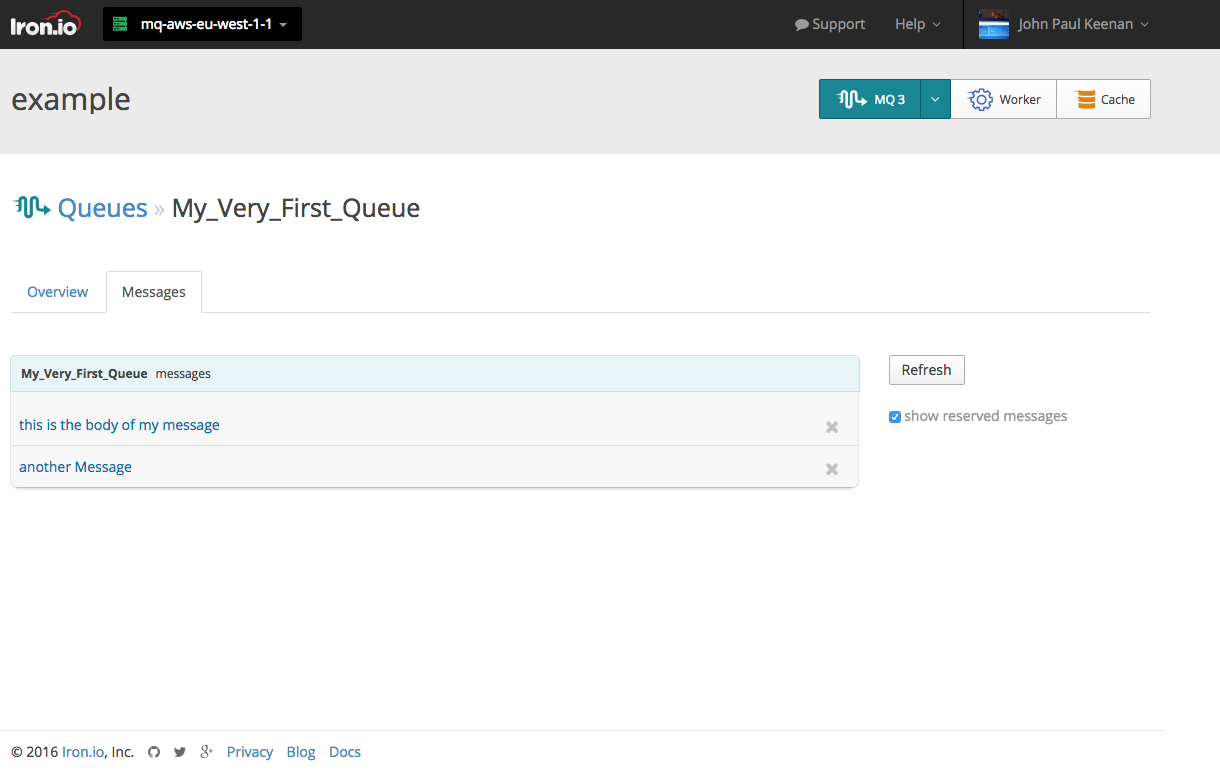 Iron.io mq-aws-eu-west-1-1 Support Help John Paul Keenan
example MQ 3 Worker Cache
Queues » My_Very_First_Queue
Overview Messages
My_Very_First_Queue messages
Refresh
this is the body of my message
show reserved messages
another Message
© 2016 Iron.io, Inc. Privacy Blog Docs